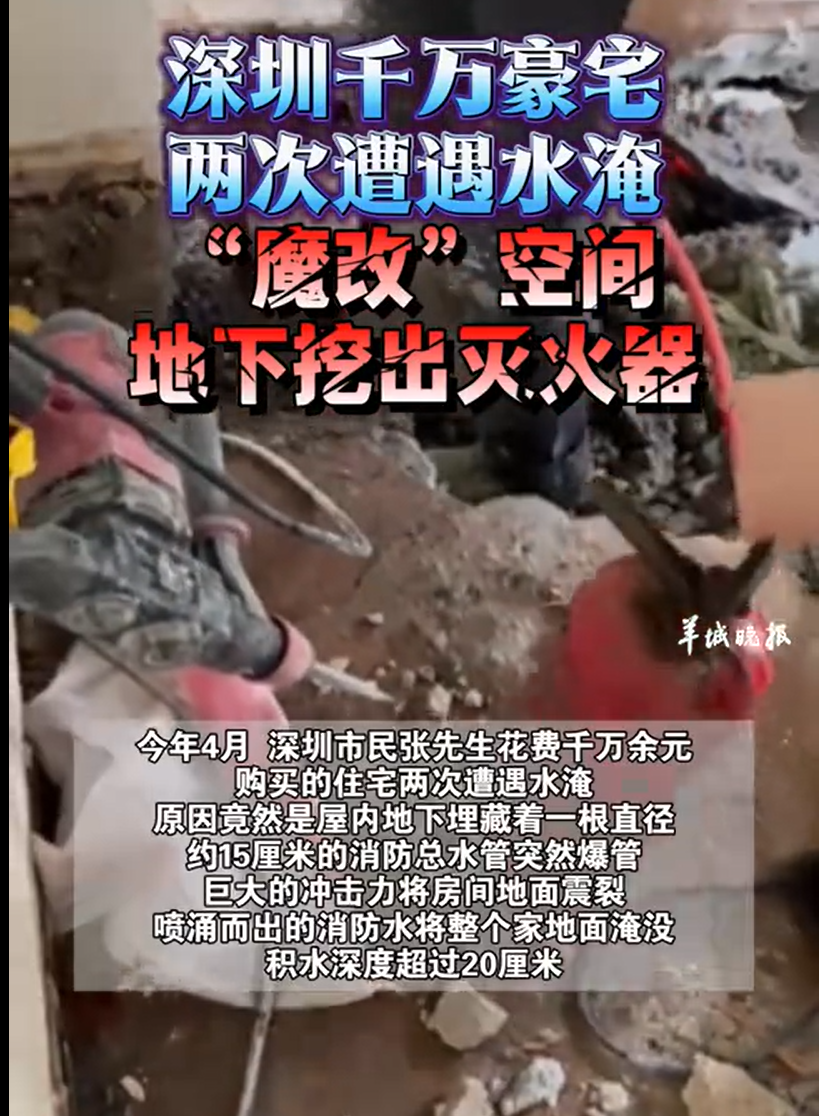 深圳千万豪宅
两次遭遇水淹
“魔改”空间
地下挖出灭火器
羊城晚报
今年4月 深圳市民张先生花费千万余元
购买的住宅两次遭遇水淹
原因竟然是屋内地下埋藏着一根直径
约15厘米的消防总水管突然爆管
巨大的冲击力将房间地面震裂
喷涌而出的消防水将整个家地面淹没
积水深度超过20厘米